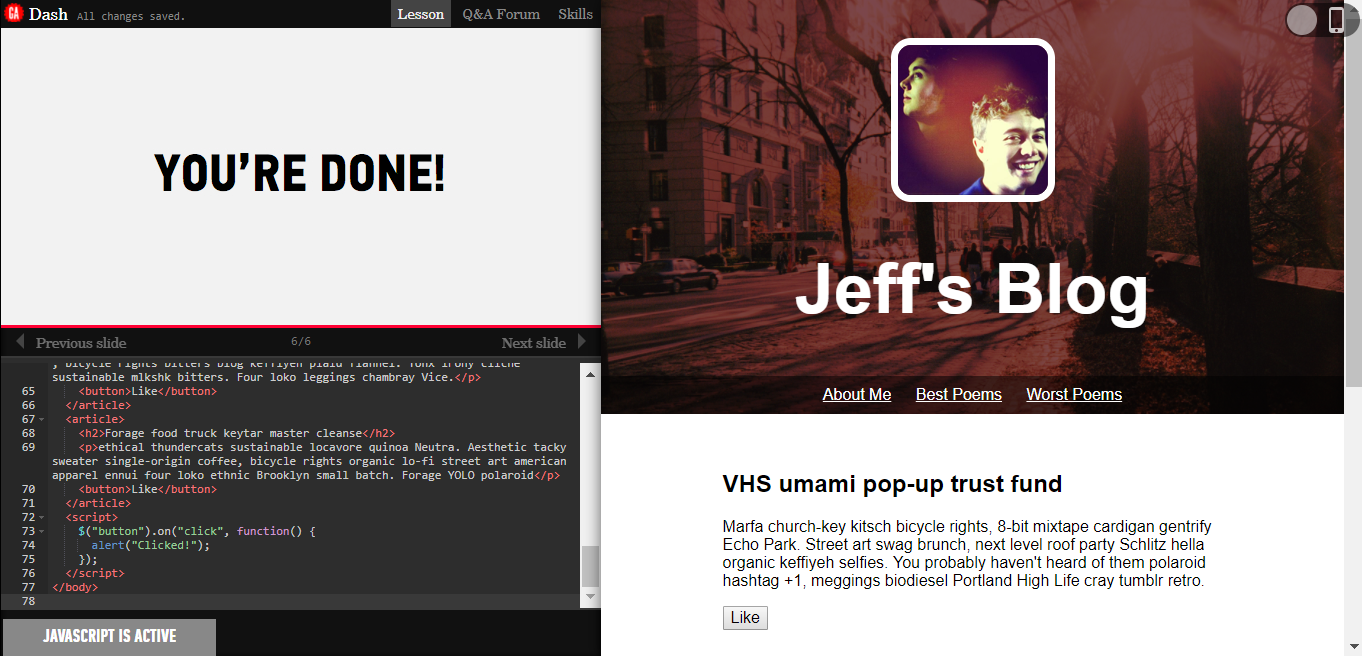 GA Dash All changes saved. Lesson Q&A Forum Skills
YOU'RE DONE!
Previous slide 6/6 Next slide
, bicycle rights bitters blog keffiyeh plaid flannel. Tonx irony cliche
sustainable mlkshk bitters. Four loko leggings chambray Vice.</p>
65 <button>Like</button>
66 </article>
67 <article>
68 <h2>Forage food truck keytar master cleanse</h2>
69 <p>ethical thundercats sustainable locavore quinoa Neutra. Aesthetic tacky
sweater single-origin coffee, bicycle rights organic lo-fi street art american
apparel ennui four loko ethnic Brooklyn small batch. Forage YOLO polaroid</p>
70 <button>Like</button>
71 </article>
72 <script>
73 $("button").on("click", function() {
74 alert("Clicked!");
75 });
76 </script>
77 </body>
78
JAVASCRIPT IS ACTIVE
Jeff's Blog
About Me Best Poems Worst Poems
VHS umami pop-up trust fund
Marfa church-key kitsch bicycle rights, 8-bit mixtape cardigan gentrify
Echo Park. Street art swag brunch, next level roof party Schlitz hella
organic keffiyeh selfies. You probably haven't heard of them polaroid
hashtag +1, meggings biodiesel Portland High Life cray tumblr retro.
Like